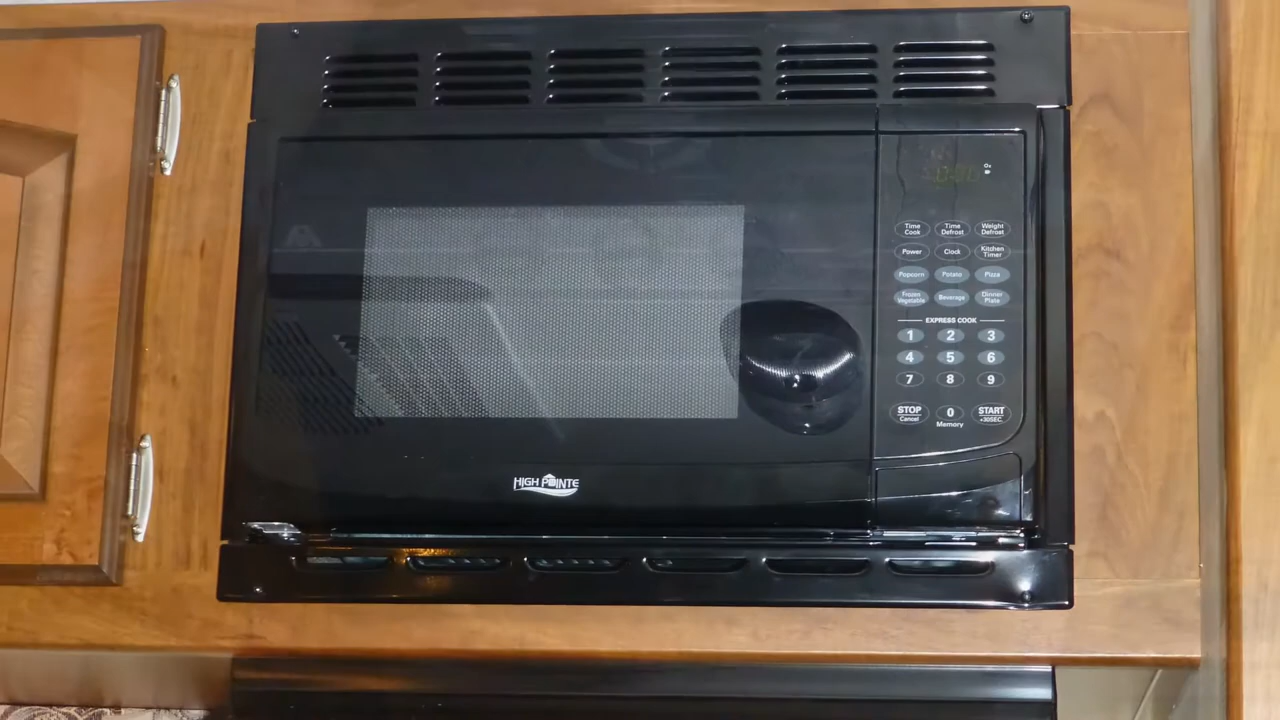 Time Cook
Time Defrost
Weight Defrost
Power
Clock
Kitchen Timer
Popcorn
Potato
Pizza
Frozen Vegetable
Beverage
Dinner Plate
EXPRESS COOK
1 2 3
4 5 6
7 8 9
STOP
Cancel
0
Memory
START
+30SEC.
HIGH POINTE